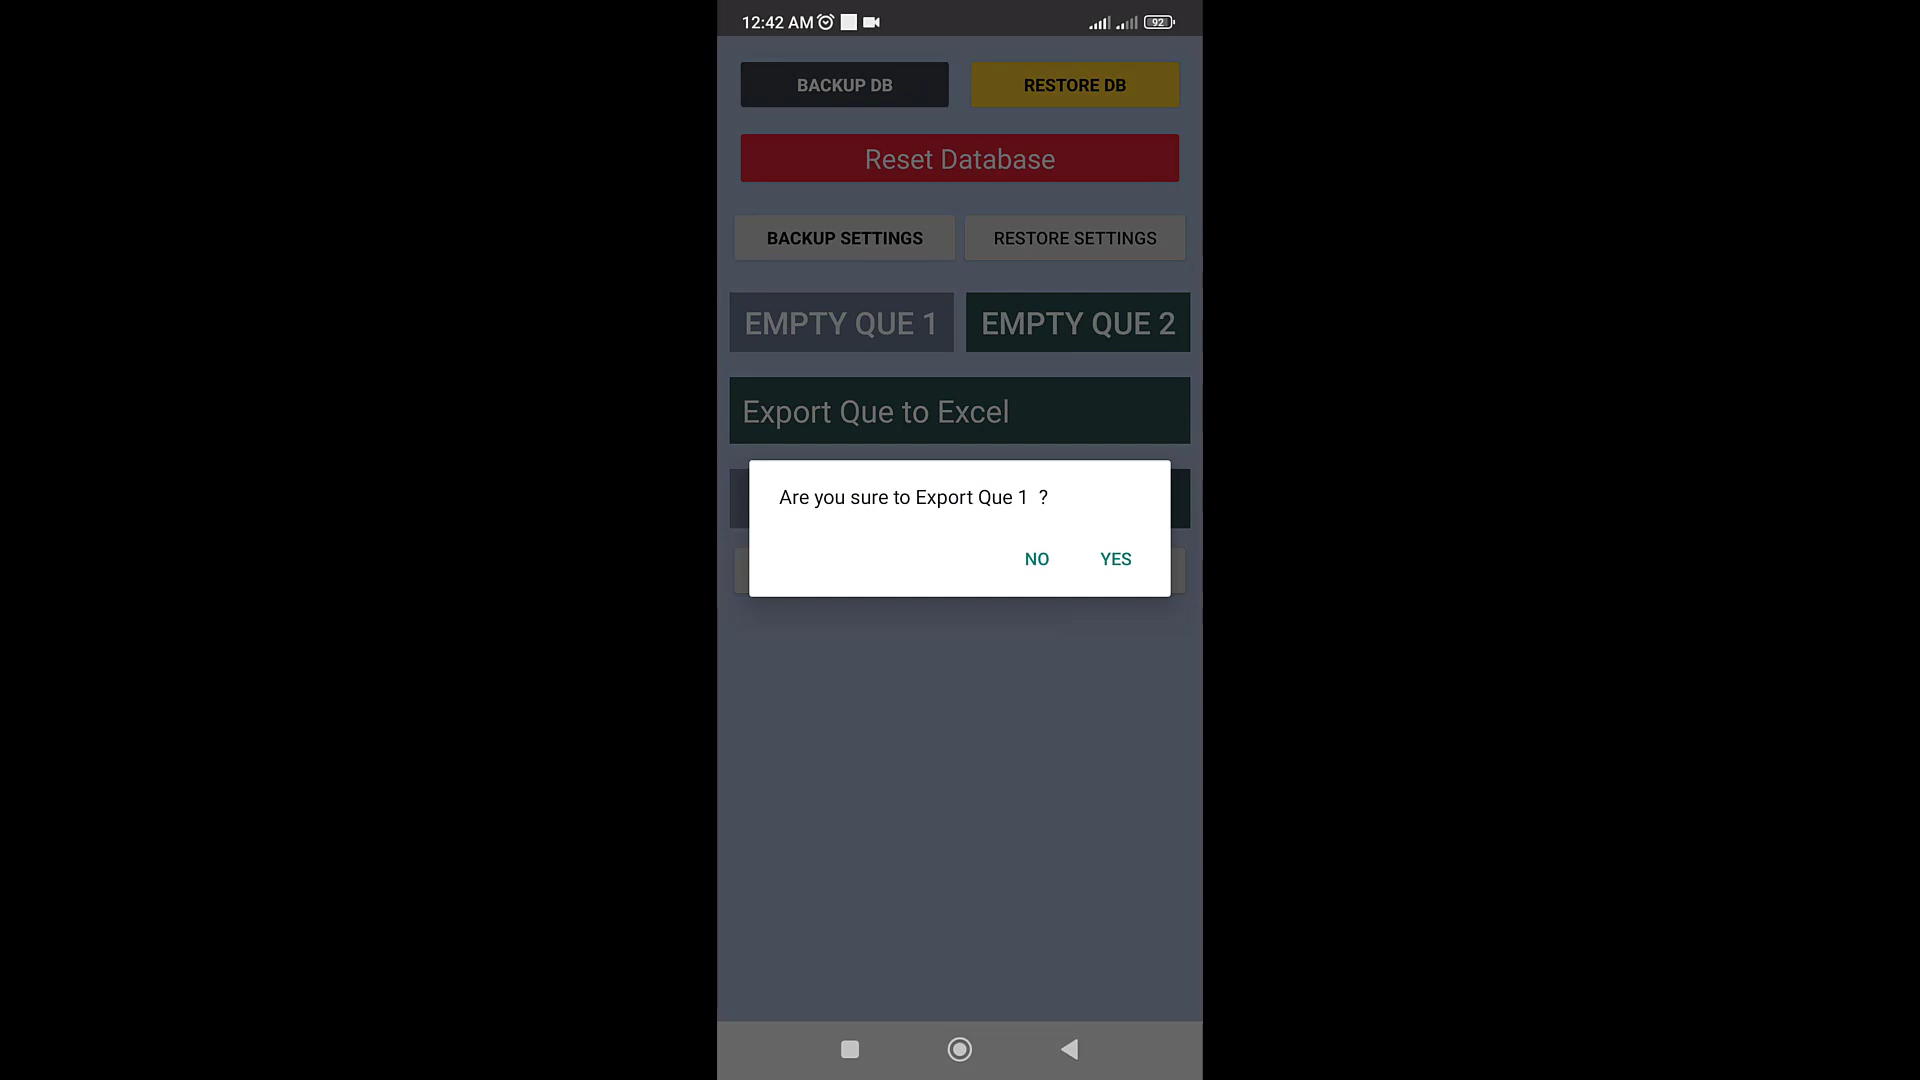 12:42 AM 92
BACKUP DB RESTORE DB
Reset Database
BACKUP SETTINGS RESTORE SETTINGS
EMPTY QUE 1 EMPTY QUE 2
Export Que to Excel
Are you sure to Export Que 1 ?
NO YES